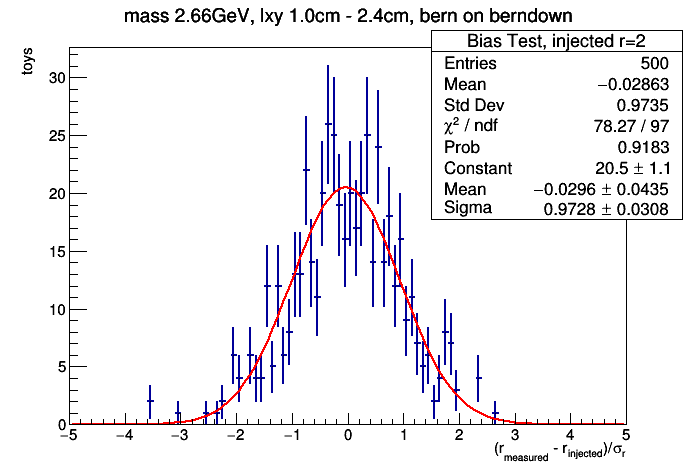 mass 2.66GeV, lxy 1.0cm - 2.4cm, bern on berndown
Bias Test, injected r=2
Entries 500
Mean −0.02863
Std Dev 0.9735
χ² / ndf 78.27 / 97
Prob 0.9183
Constant 20.5 ± 1.1
Mean −0.0296 ± 0.0435
Sigma 0.9728 ± 0.0308
toys
30
25
20
15
10
5
0
−5 −4 −3 −2 −1 0 1 2 3 4 5
(r_measured - r_injected)/σ_r